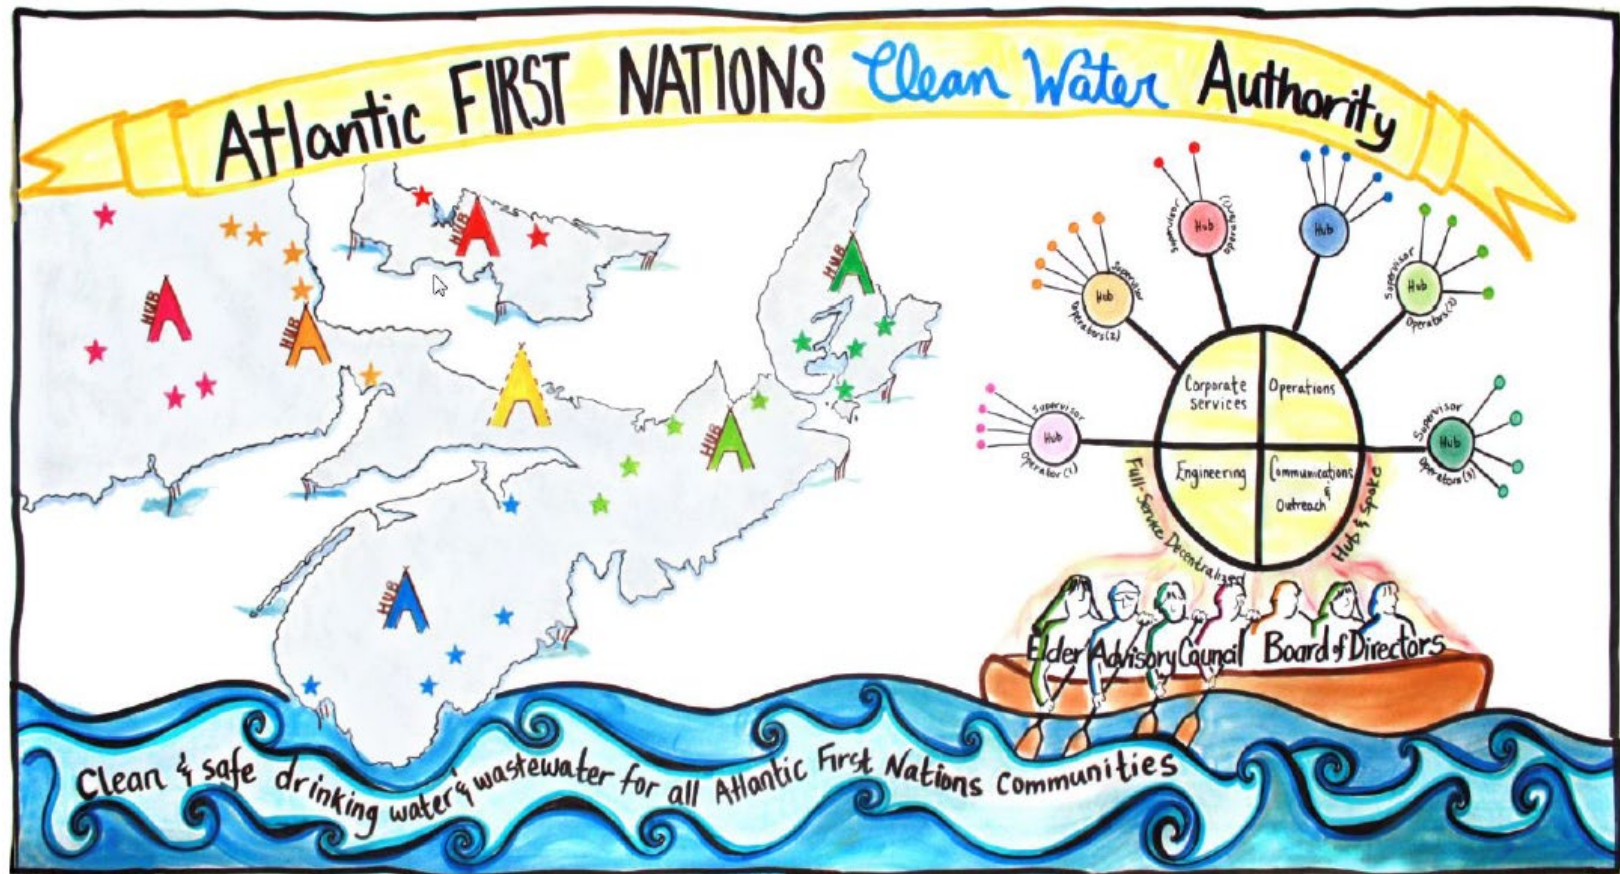 Atlantic FIRST NATIONS Clean Water Authority
HUB
HUB
HUB
HUB
HUB
HUB
Hub
Supervisor
Operator(1)
Hub
Supervisor
Operators(2)
Hub
Supervisor
Hub
Hub
Supervisor
Operators(2)
Hub
Supervisor
Operators(3)
Corporate
Services
Operations
Engineering
Communications
&
Outreach
Full-Service Decentralized
Hub & Spoke
Elder Advisory Council Board of Directors
Clean & safe drinking water & wastewater for all Atlantic First Nations Communities